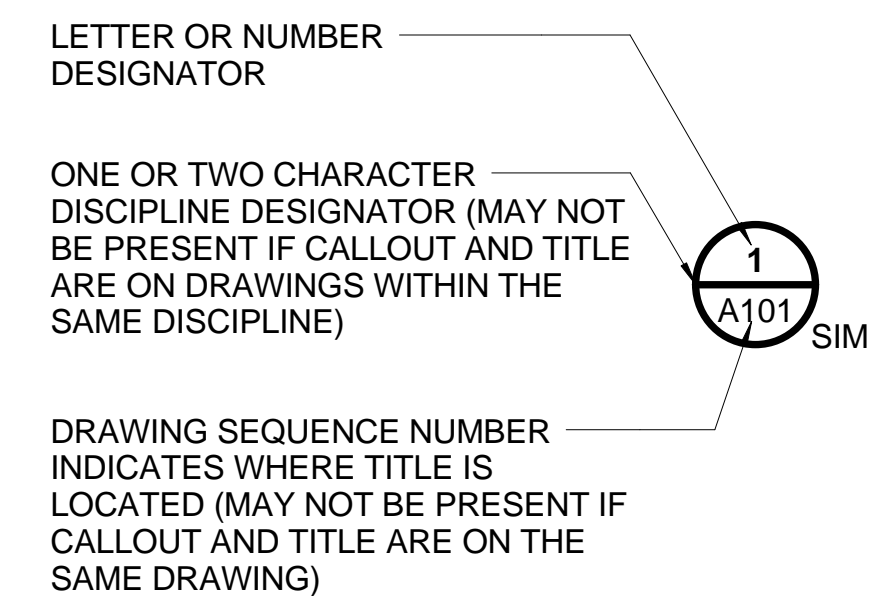 LETTER OR NUMBER
DESIGNATOR
ONE OR TWO CHARACTER
DISCIPLINE DESIGNATOR (MAY NOT
BE PRESENT IF CALLOUT AND TITLE
ARE ON DRAWINGS WITHIN THE
SAME DISCIPLINE)
1
A101
SIM
DRAWING SEQUENCE NUMBER
INDICATES WHERE TITLE IS
LOCATED (MAY NOT BE PRESENT IF
CALLOUT AND TITLE ARE ON THE
SAME DRAWING)